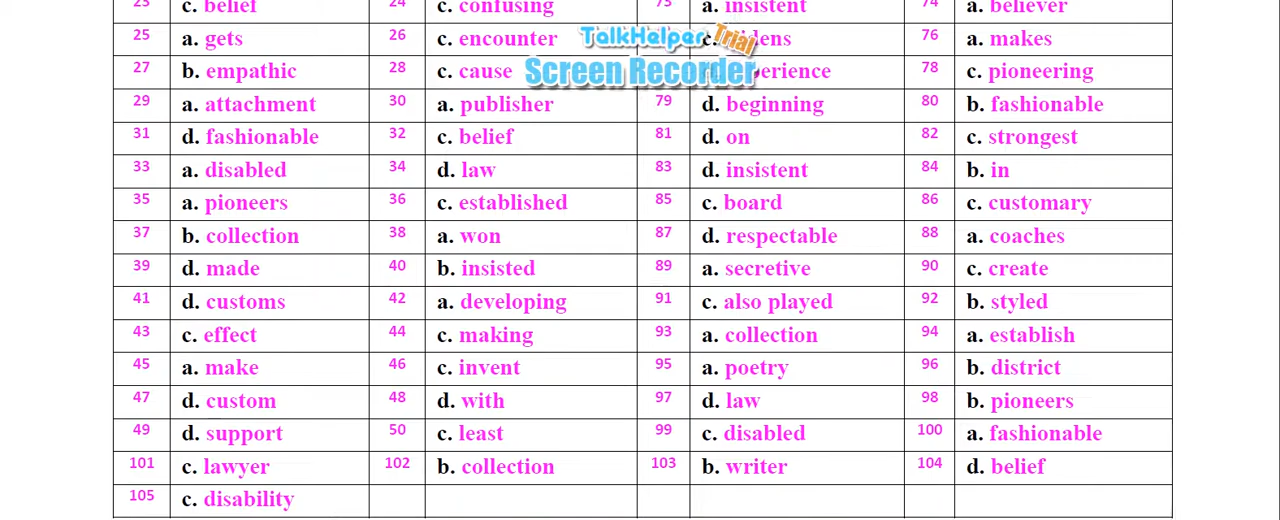 23 c. belief 24 c. confusing 73 a. insistent 74 a. believer
25 a. gets 26 c. encounter c. 76 a. makes
27 b. empathic 28 c. cause 78 c. pioneering
29 a. attachment 30 a. publisher 79 d. beginning 80 b. fashionable
31 d. fashionable 32 c. belief 81 d. on 82 c. strongest
33 a. disabled 34 d. law 83 d. insistent 84 b. in
35 a. pioneers 36 c. established 85 c. board 86 c. customary
37 b. collection 38 a. won 87 d. respectable 88 a. coaches
39 d. made 40 b. insisted 89 a. secretive 90 c. create
41 d. customs 42 a. developing 91 c. also played 92 b. styled
43 c. effect 44 c. making 93 a. collection 94 a. establish
45 a. make 46 c. invent 95 a. poetry 96 b. district
47 d. custom 48 d. with 97 d. law 98 b. pioneers
49 d. support 50 c. least 99 c. disabled 100 a. fashionable
101 c. lawyer 102 b. collection 103 b. writer 104 d. belief
105 c. disability
TalkHelper Trial
Screen Recorder